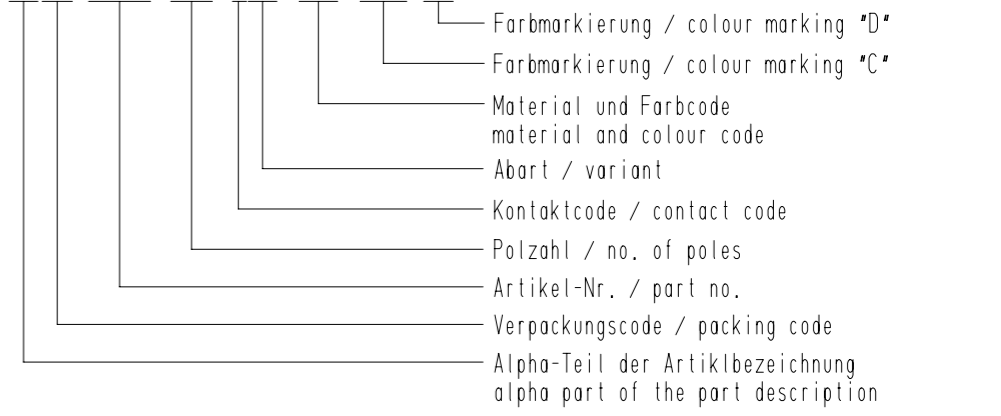 Farbmarkierung / colour marking "D"
Farbmarkierung / colour marking "C"
Material und Farbcode
material and colour code
Abart / variant
Kontaktcode / contact code
Polzahl / no. of poles
Artikel-Nr. / part no.
Verpackungscode / packing code
Alpha-Teil der Artiklbezeichnung
alpha part of the part description